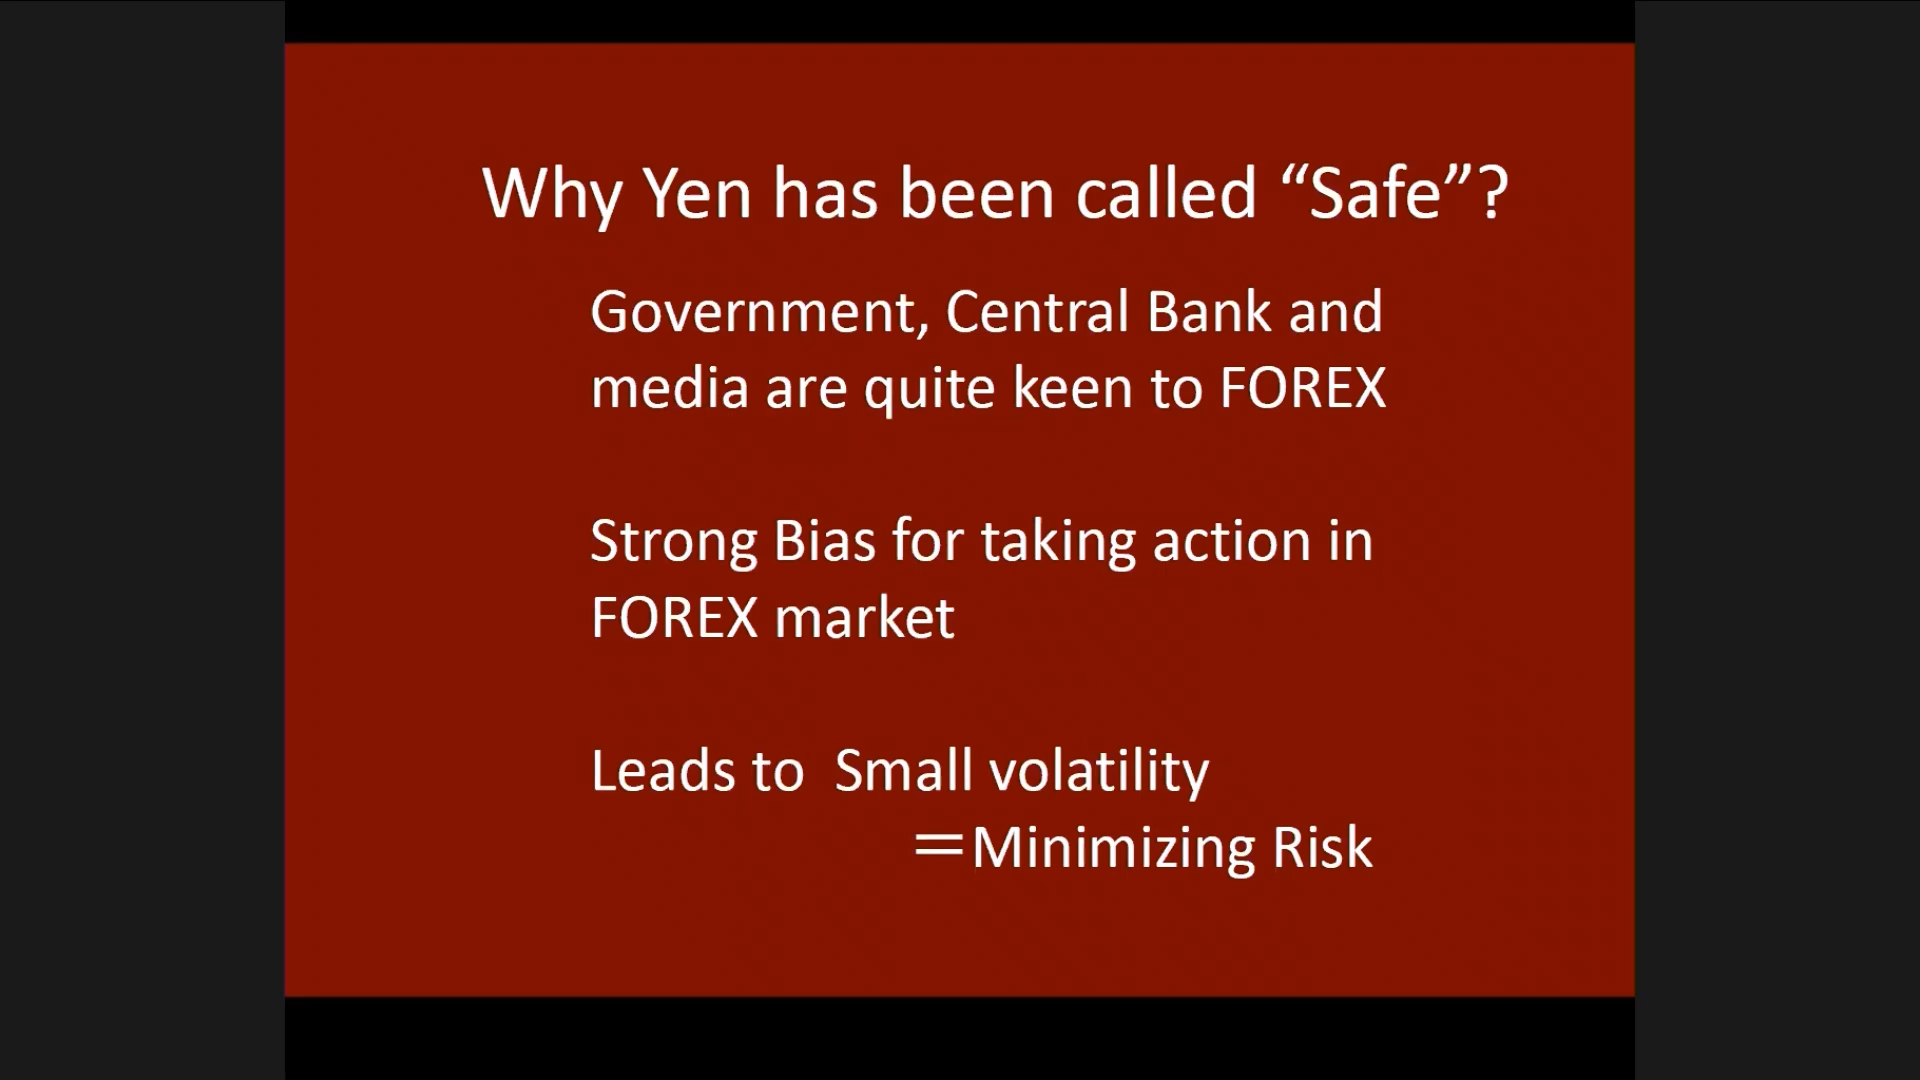 Why Yen has been called “Safe”?
Government, Central Bank and
media are quite keen to FOREX
Strong Bias for taking action in
FOREX market
Leads to  Small volatility
＝Minimizing Risk